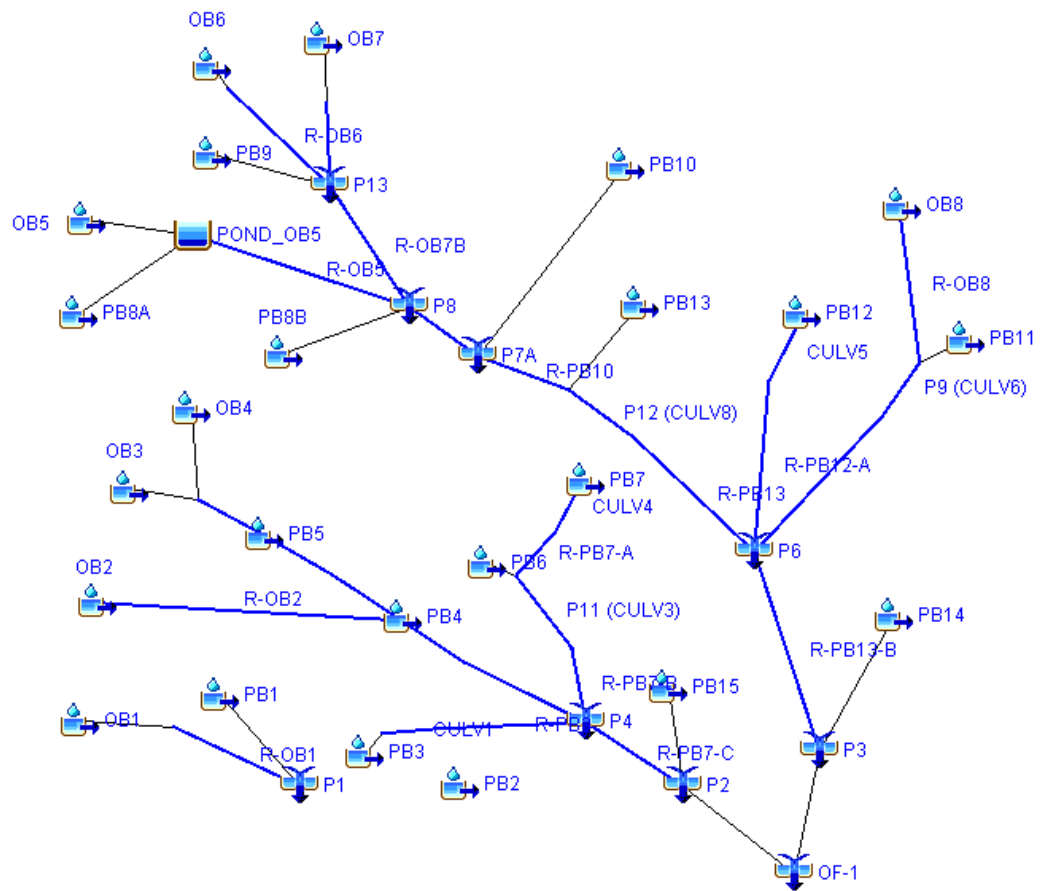 OB6
OB7
R-OB6
PB9
P13
PB10
OB5
POND_OB5
R-OB7B
OB8
R-OB5
R-OB8
PB8A
P8
PB13
PB12
PB8B
P7A
CULV5
PB11
R-PB10
P9 (CULV6)
P12 (CULV8)
OB4
OB3
R-PB12-A
PB7
R-PB13
CULV4
PB5
R-PB7-A
P6
PB6
OB2
R-OB2
PB4
P11 (CULV3)
PB14
R-PB13-B
R-PB7-B
PB15
PB1
OB1
P4
CULV1
R-OB1
PB3
R-PB7-C
P3
P1
PB2
P2
OF-1